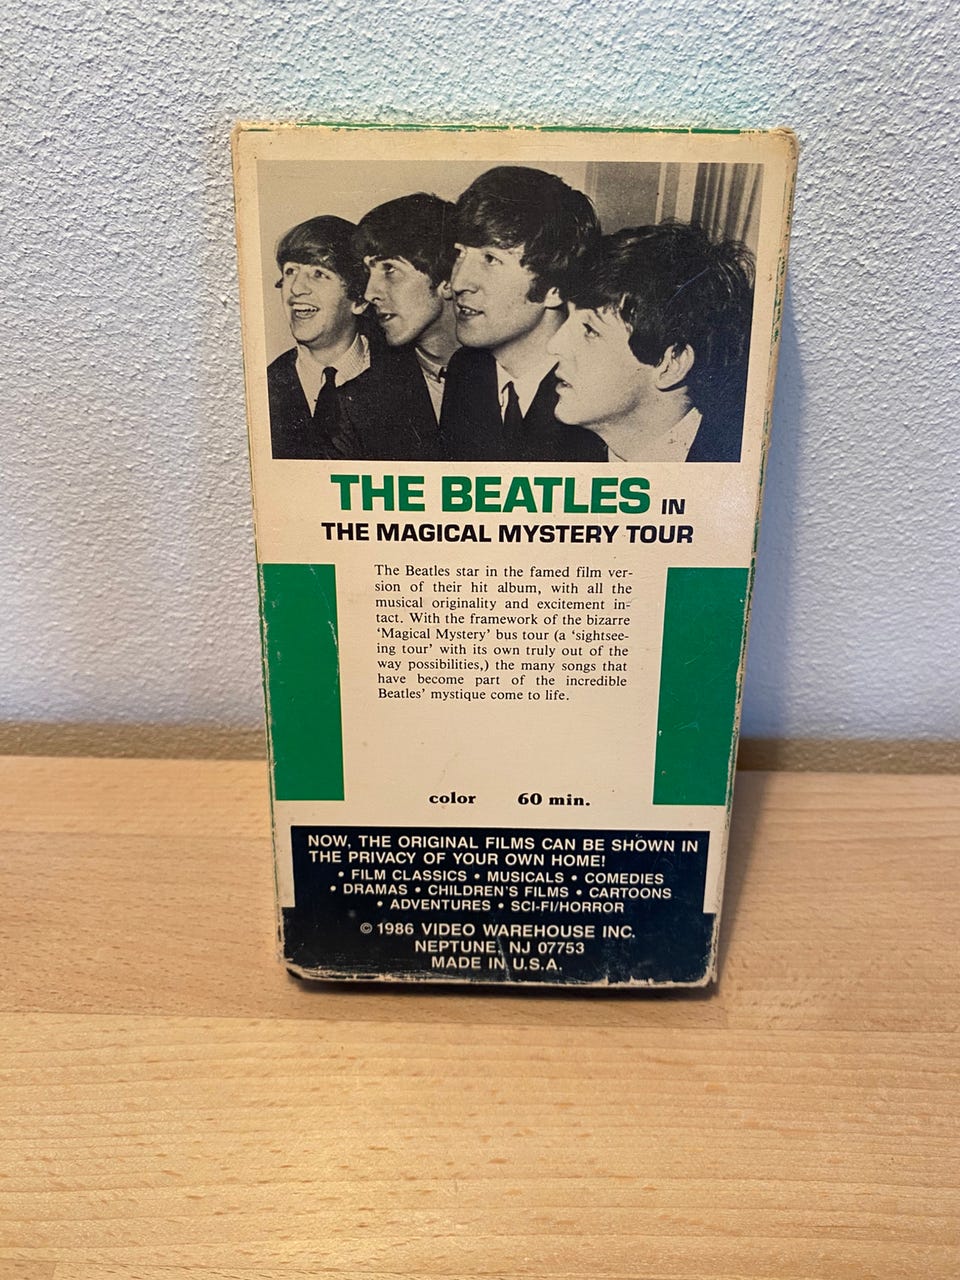 THE BEATLES IN
THE MAGICAL MYSTERY TOUR
The Beatles star in the famed film ver-
sion of their hit album, with all the
musical originality and excitement in-
tact. With the framework of the bizarre
'Magical Mystery' bus tour (a 'sightsee-
ing tour' with its own truly out of the
way possibilities,) the many songs that
have become part of the incredible
Beatles' mystique come to life.
color 60 min.
NOW, THE ORIGINAL FILMS CAN BE SHOWN IN
THE PRIVACY OF YOUR OWN HOME!
• FILM CLASSICS • MUSICALS • COMEDIES
• DRAMAS • CHILDREN'S FILMS • CARTOONS
• ADVENTURES • SCI-FI/HORROR
© 1986 VIDEO WAREHOUSE INC.
NEPTUNE, NJ 07753
MADE IN U.S.A.